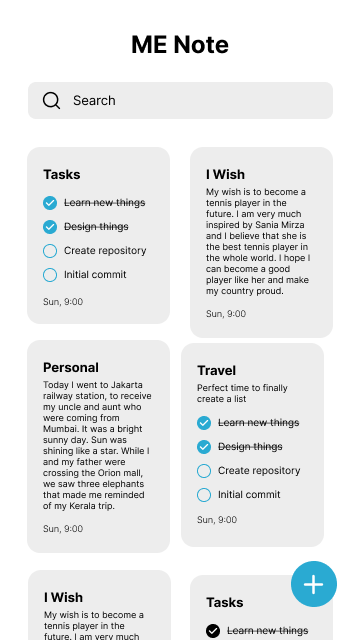 ME Note
Search
Tasks
Learn new things
Design things
Create repository
Initial commit
Sun, 9:00
I Wish
My wish is to become a
tennis player in the
future. I am very much
inspired by Sania Mirza
and I believe that she is
the best tennis player in
the whole world. I hope I
can become a good
player like her and make
my country proud.
Sun, 9:00
Personal
Today I went to Jakarta
railway station, to receive
my uncle and aunt who
were coming from
Mumbai. It was a bright
sunny day. Sun was
shining like a star. While I
and my father were
crossing the Orion mall,
we saw three elephants
that made me reminded
of my Kerala trip.
Sun, 9:00
Travel
Perfect time to finally
create a list
Learn new things
Design things
Create repository
Initial commit
Sun, 9:00
I Wish
My wish is to become a
tennis player in the
future. I am very much
Tasks
Learn new things